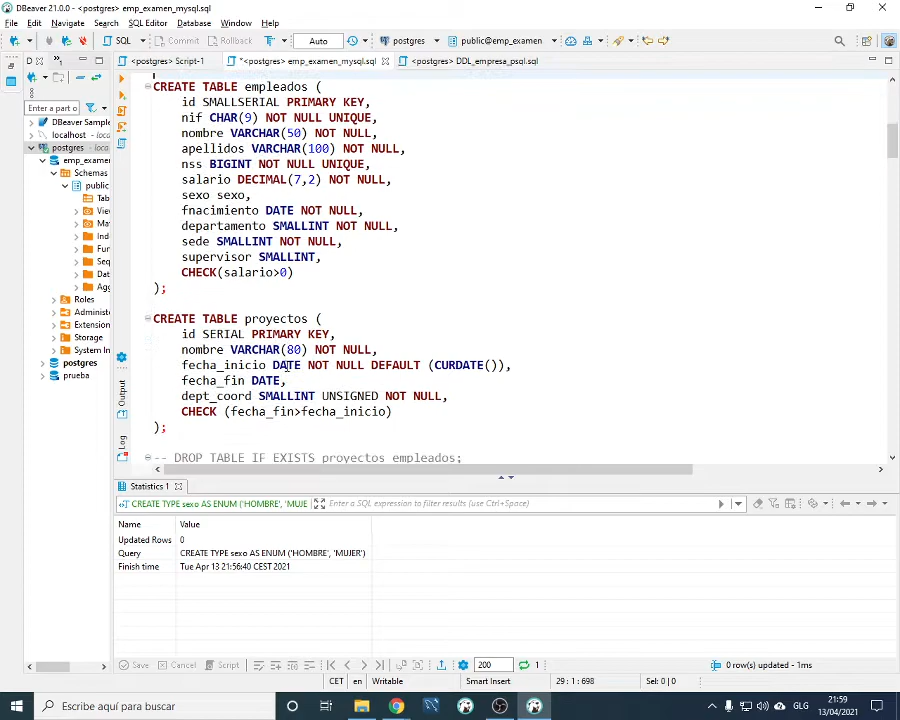 DBeaver 21.0.0 - emp_examen_mysql.sql
File Edit Navigate Search SQL Editor Database Window Help
SQL Commit Rollback Auto postgres public@emp_examen
D »
<postgres> Script-1 *<postgres> emp_examen_mysql.sql <postgres> DDL_empresa_psql.sql
Enter a part o
DBeaver Sample
localhost
postgres (loca
emp_examen
Schemas
public
Tab
View
Mat
Ind
Fun
Seq
Dat
Agg
Roles
Administe
Extension
Storage
System In
postgres
prueba
Output
Log
CREATE TABLE empleados (
id SMALLSERIAL PRIMARY KEY,
nif CHAR(9) NOT NULL UNIQUE,
nombre VARCHAR(50) NOT NULL,
apellidos VARCHAR(100) NOT NULL,
nss BIGINT NOT NULL UNIQUE,
salario DECIMAL(7,2) NOT NULL,
sexo sexo,
fnacimiento DATE NOT NULL,
departamento SMALLINT NOT NULL,
sede SMALLINT NOT NULL,
supervisor SMALLINT,
CHECK(salario>0)
);
CREATE TABLE proyectos (
id SERIAL PRIMARY KEY,
nombre VARCHAR(80) NOT NULL,
fecha_inicio DATE NOT NULL DEFAULT (CURDATE()),
fecha_fin DATE,
dept_coord SMALLINT UNSIGNED NOT NULL,
CHECK (fecha_fin>fecha_inicio)
);
-- DROP TABLE IF EXISTS proyectos empleados;
Statistics 1
CREATE TYPE sexo AS ENUM ('HOMBRE', 'MUJE Enter a SQL expression to filter results (use Ctrl+Space)
Name Value
Updated Rows 0
Query CREATE TYPE sexo AS ENUM ('HOMBRE', 'MUJER')
Finish time Tue Apr 13 21:56:40 CEST 2021
Save Cancel Script 200 1 0 row(s) updated - 1ms
CET en Writable Smart Insert 29 : 1 : 698 Sel: 0 | 0
Escribe aquí para buscar
GLG
21:59
13/04/2021